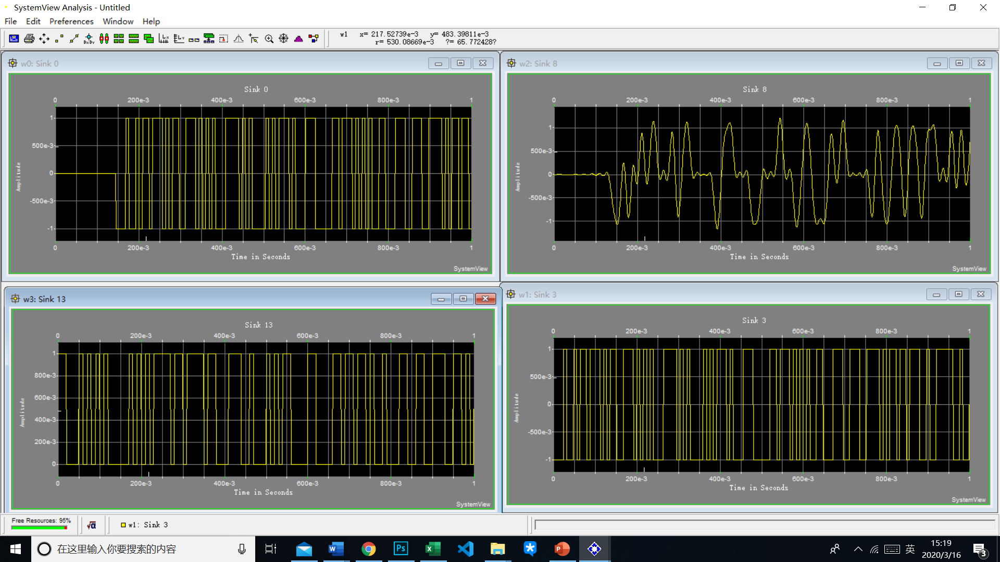 SystemView Analysis - Untitled
File Edit Preferences Window Help
w1 x= 217.52739e-3 y= 483.39811e-3
r= 530.08669e-3 ?= 65.772428?
w0: Sink 0
Sink 0
0 200e-3 400e-3 600e-3 800e-3 1
1
500e-3
0
-500e-3
-1
Amplitude
0 200e-3 400e-3 600e-3 800e-3 1
Time in Seconds
SystemView
w2: Sink 8
Sink 8
0 200e-3 400e-3 600e-3 800e-3 1
1
500e-3
0
-500e-3
-1
Amplitude
0 200e-3 400e-3 600e-3 800e-3 1
Time in Seconds
SystemView
w3: Sink 13
Sink 13
0 200e-3 400e-3 600e-3 800e-3 1
1
800e-3
600e-3
400e-3
200e-3
0
Amplitude
0 200e-3 400e-3 600e-3 800e-3 1
Time in Seconds
SystemView
w1: Sink 3
Sink 3
0 200e-3 400e-3 600e-3 800e-3 1
1
500e-3
0
-500e-3
-1
Amplitude
0 200e-3 400e-3 600e-3 800e-3 1
Time in Seconds
SystemView
Free Resources: 95%
√α
w1: Sink 3
在这里输入你要搜索的内容
英
15:19
2020/3/16
3